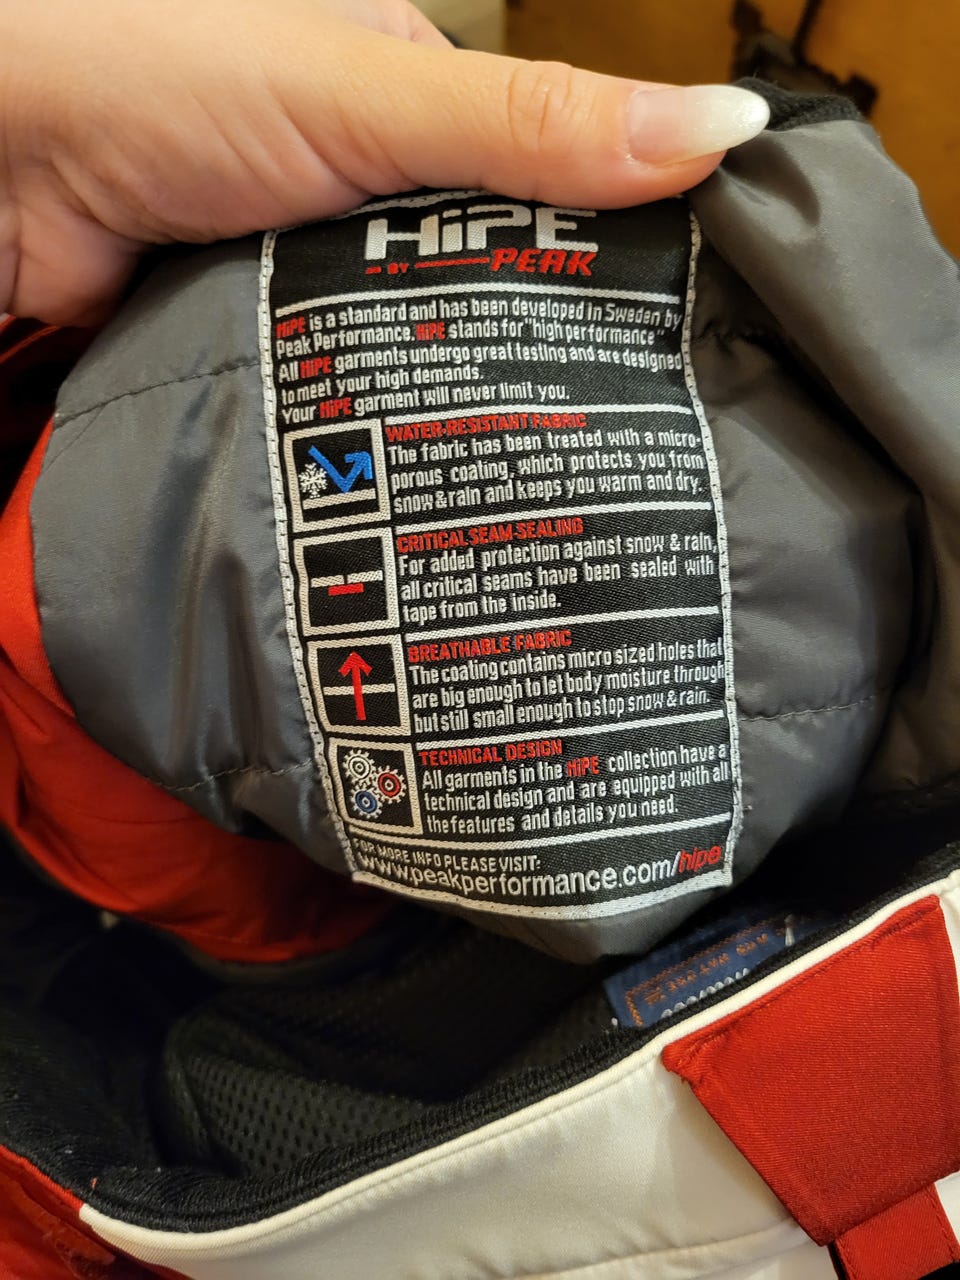 HiPE
BY PEAK
HiPE is a standard and has been developed in Sweden by
Peak Performance. HiPE stands for "high performance"
All HiPE garments undergo great testing and are designed
to meet your high demands.
Your HiPE garment will never limit you.
WATER-RESISTANT FABRIC
The fabric has been treated with a micro-
porous coating, which protects you from
snow & rain and keeps you warm and dry.
CRITICAL SEAM-SEALING
For added protection against snow & rain,
all critical seams have been sealed with
tape from the inside.
BREATHABLE FABRIC
The coating contains micro sized holes that
are big enough to let body moisture through
but still small enough to stop snow & rain.
TECHNICAL DESIGN
All garments in the HiPE collection have a
technical design and are equipped with all
the features and details you need.
FOR MORE INFO PLEASE VISIT:
www.peakperformance.com/hipe